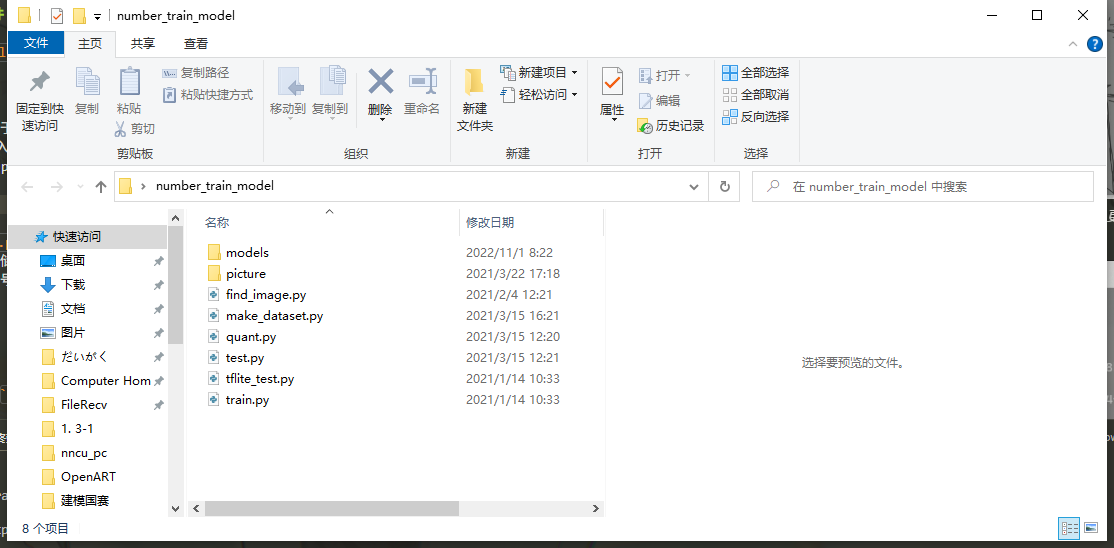 number_train_model
文件 主页 共享 查看
固定到快速访问
复制
粘贴
复制路径
粘贴快捷方式
剪切
剪贴板
移动到
复制到
删除
重命名
组织
新建文件夹
新建项目
轻松访问
新建
属性
打开
编辑
历史记录
打开
全部选择
全部取消
反向选择
选择
number_train_model
在 number_train_model 中搜索
快速访问
桌面
下载
文档
图片
だいがく
Computer Hom
FileRecv
1. 3-1
nncu_pc
OpenART
建模国赛
名称 修改日期
models 2022/11/1 8:22
picture 2021/3/22 17:18
find_image.py 2021/2/4 12:21
make_dataset.py 2021/3/15 16:21
quant.py 2021/3/15 12:20
test.py 2021/3/15 12:21
tflite_test.py 2021/1/14 10:33
train.py 2021/1/14 10:33
选择要预览的文件。
8 个项目